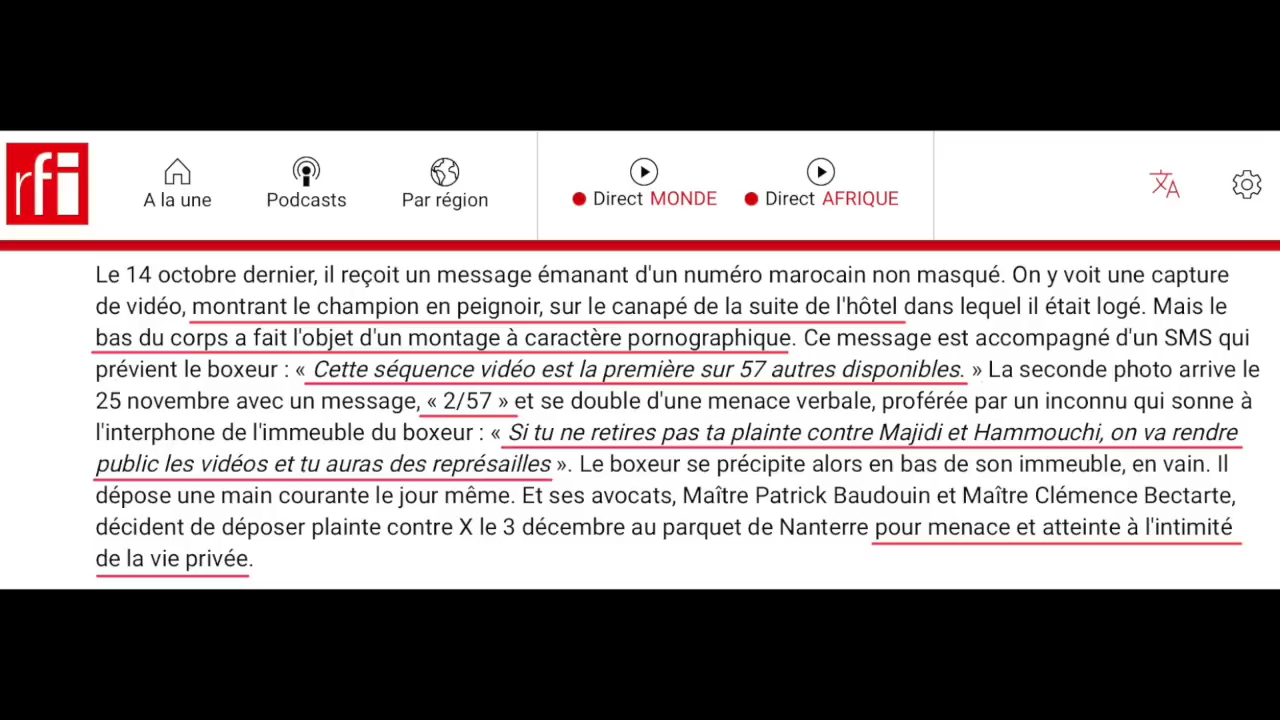 rfi
A la une
Podcasts
Par région
Direct MONDE
Direct AFRIQUE
Le 14 octobre dernier, il reçoit un message émanant d'un numéro marocain non masqué. On y voit une capture
de vidéo, montrant le champion en peignoir, sur le canapé de la suite de l'hôtel dans lequel il était logé. Mais le
bas du corps a fait l'objet d'un montage à caractère pornographique. Ce message est accompagné d'un SMS qui
prévient le boxeur : « Cette séquence vidéo est la première sur 57 autres disponibles. » La seconde photo arrive le
25 novembre avec un message, « 2/57 » et se double d'une menace verbale, proférée par un inconnu qui sonne à
l'interphone de l'immeuble du boxeur : « Si tu ne retires pas ta plainte contre Majidi et Hammouchi, on va rendre
public les vidéos et tu auras des représailles ». Le boxeur se précipite alors en bas de son immeuble, en vain. Il
dépose une main courante le jour même. Et ses avocats, Maître Patrick Baudouin et Maître Clémence Bectarte,
décident de déposer plainte contre X le 3 décembre au parquet de Nanterre pour menace et atteinte à l'intimité
de la vie privée.